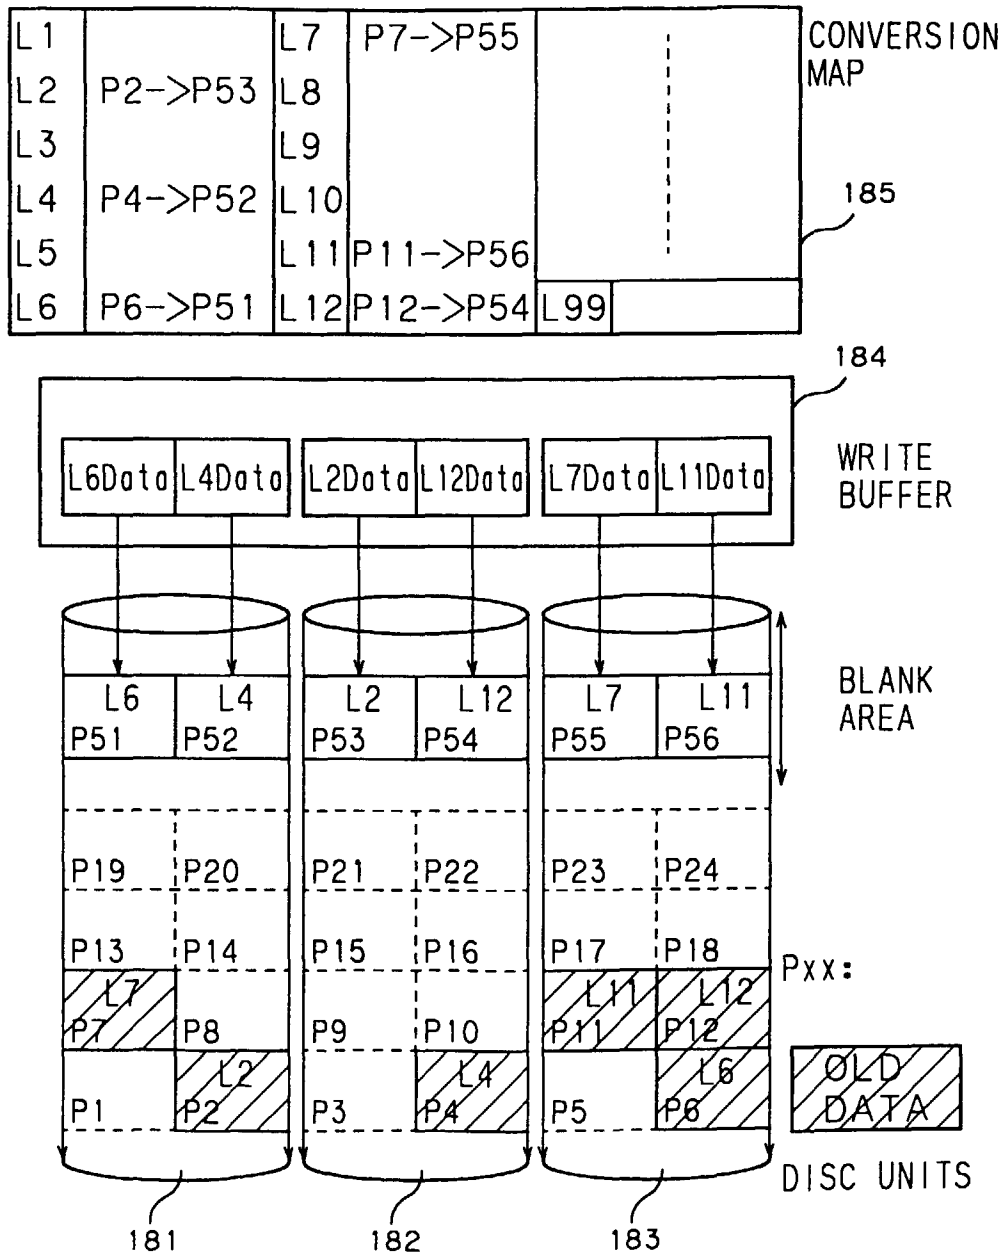 L1 L7 P7->P55 CONVERSION
L2 P2->P53 L8 MAP
L3 L9
L4 P4->P52 L10 185
L5 L11 P11->P56
L6 P6->P51 L12 P12->P54 L99
184
L6Data L4Data L2Data L12Data L7Data L11Data WRITE
BUFFER
L6 L4 L2 L12 L7 L11 BLANK
P51 P52 P53 P54 P55 P56 AREA
P19 P20 P21 P22 P23 P24
P13 P14 P15 P16 P17 P18 Pxx:
L7 L11 L12
P7 P8 P9 P10 P11 P12
L2 L4 L6 OLD
P1 P2 P3 P4 P5 P6 DATA
DISC UNITS
181 182 183